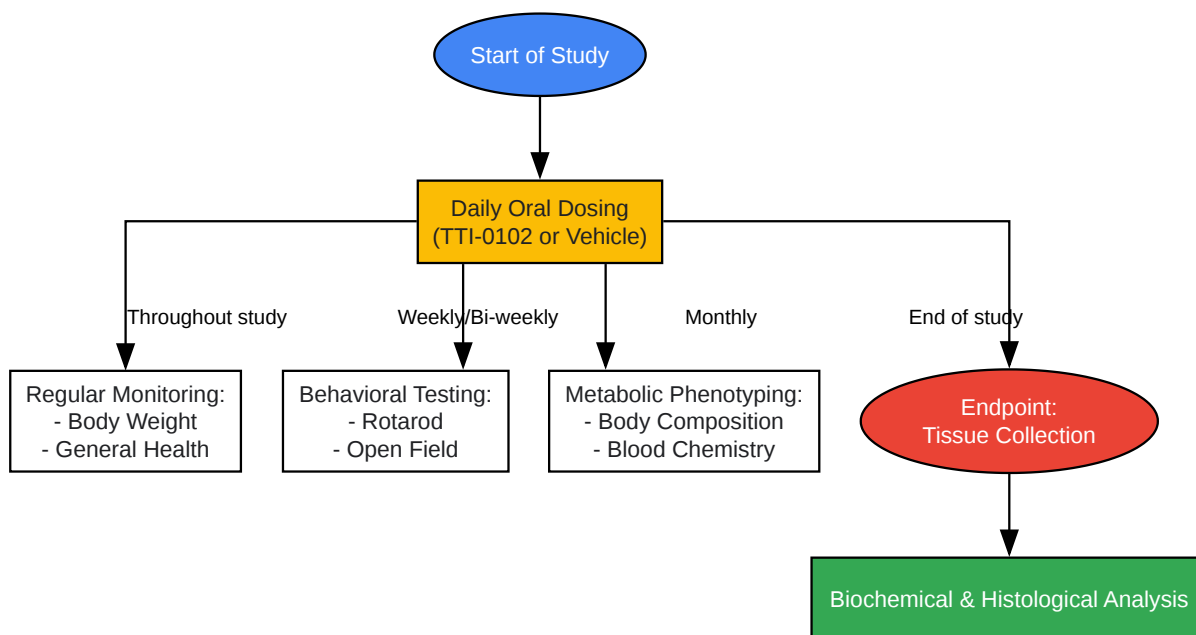 Start of Study
Daily Oral Dosing
(TTI-0102 or Vehicle)
Throughout study
Weekly/Bi-weekly
Monthly
End of study
Regular Monitoring:
- Body Weight
- General Health
Behavioral Testing:
- Rotarod
- Open Field
Metabolic Phenotyping:
- Body Composition
- Blood Chemistry
Endpoint:
Tissue Collection
Biochemical & Histological Analysis